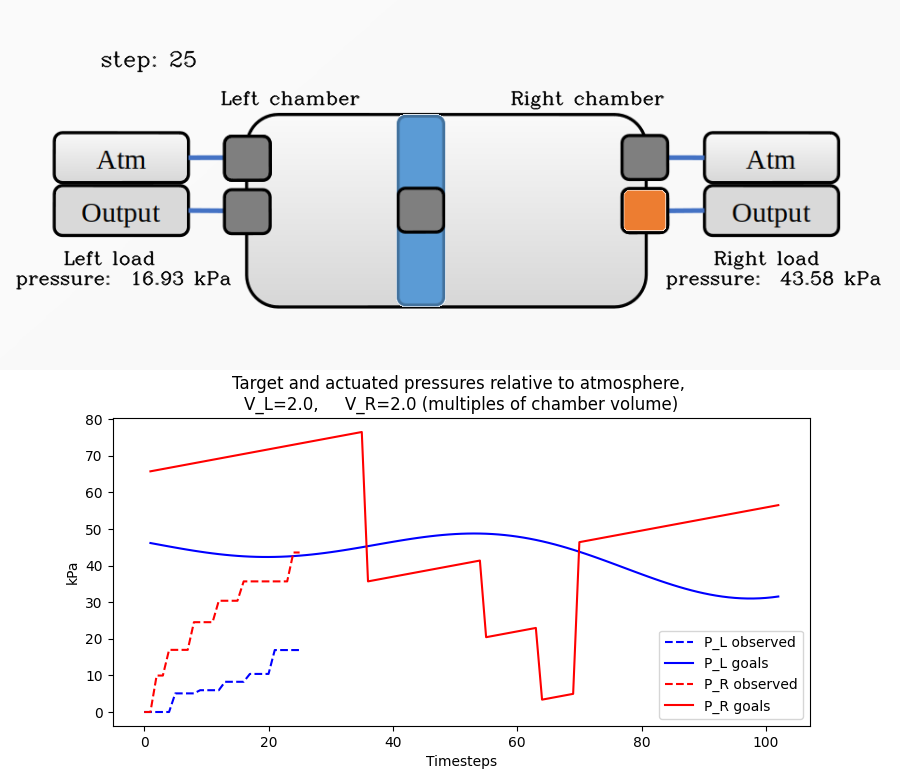 step: 25
Left chamber
Right chamber
Atm
Atm
Output
Output
Left load
pressure: 16.93 kPa
Right load
pressure: 43.58 kPa
Target and actuated pressures relative to atmosphere,
V_L=2.0, V_R=2.0 (multiples of chamber volume)
80
70
60
50
40
30
20
10
0
kPa
0
20
40
60
80
100
Timesteps
P_L observed
P_L goals
P_R observed
P_R goals